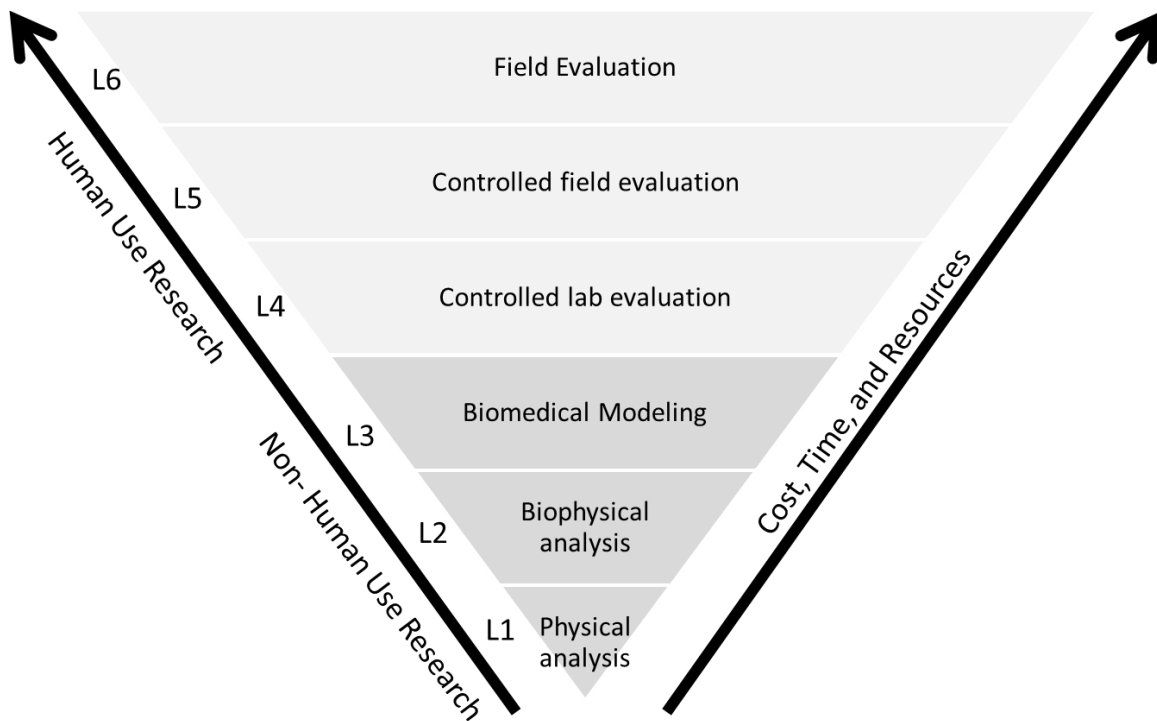 L6
Field Evaluation
L5
Controlled field evaluation
L4
Controlled lab evaluation
L3
Biomedical Modeling
L2
Biophysical
analysis
L1
Physical
analysis
Human Use Research
Non- Human Use Research
Cost, Time, and Resources